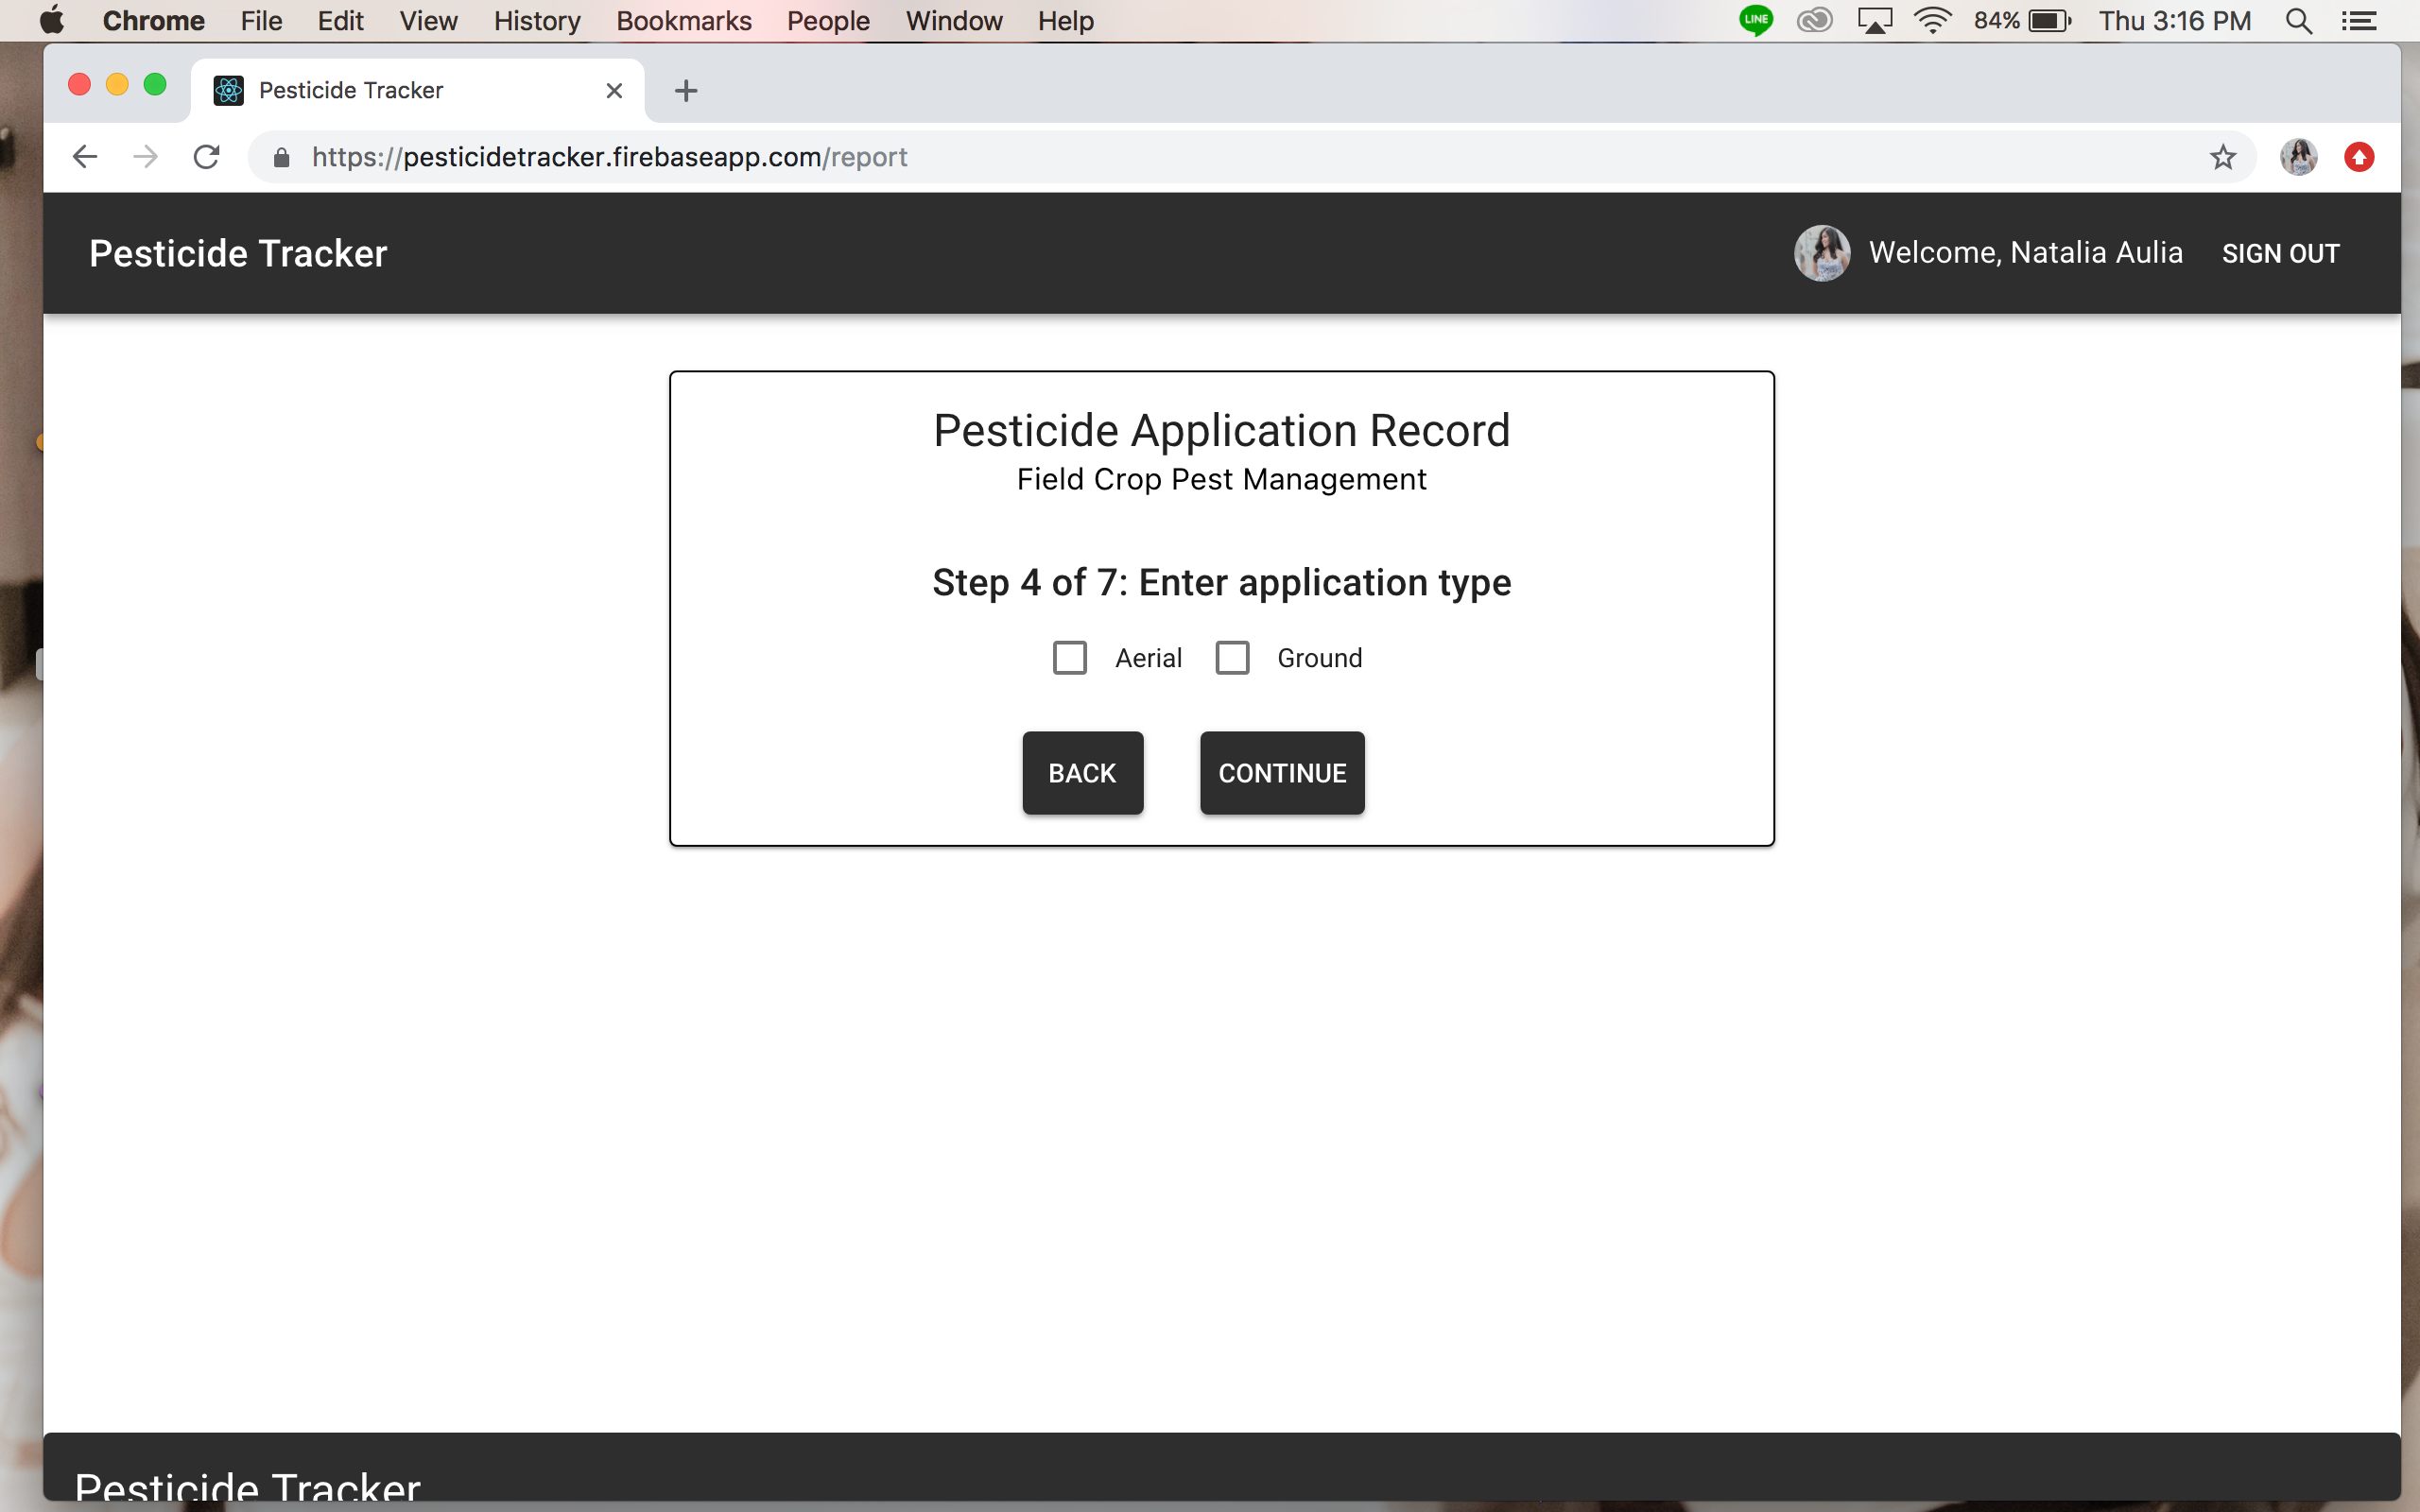 Chrome File Edit View History Bookmarks People Window Help LINE 84% Thu 3:16 PM
Pesticide Tracker
https://pesticidetracker.firebaseapp.com/report
Pesticide Tracker Welcome, Natalia Aulia SIGN OUT
Pesticide Application Record
Field Crop Pest Management
Step 4 of 7: Enter application type
Aerial Ground
BACK CONTINUE
Pesticide Tracker